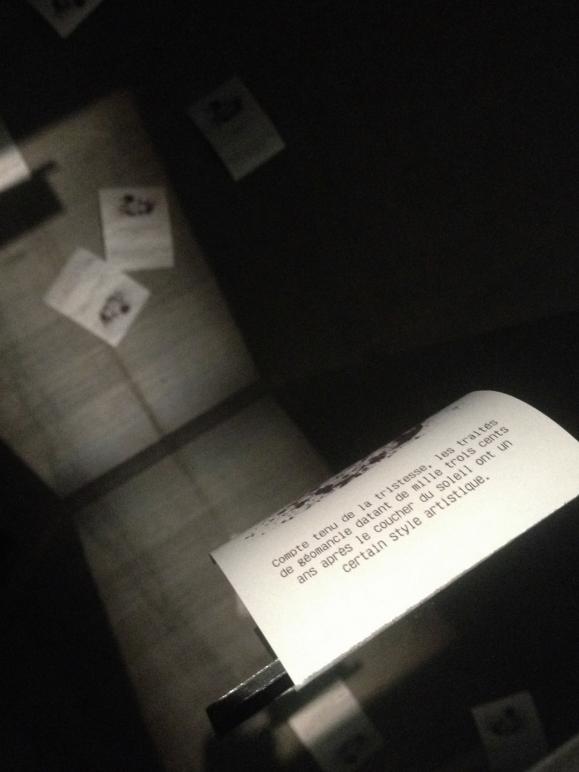 Compte tenu de la tristesse, les traités
de géomancie datant de mille trois cents
ans après le coucher du soleil ont un
certain style artistique.